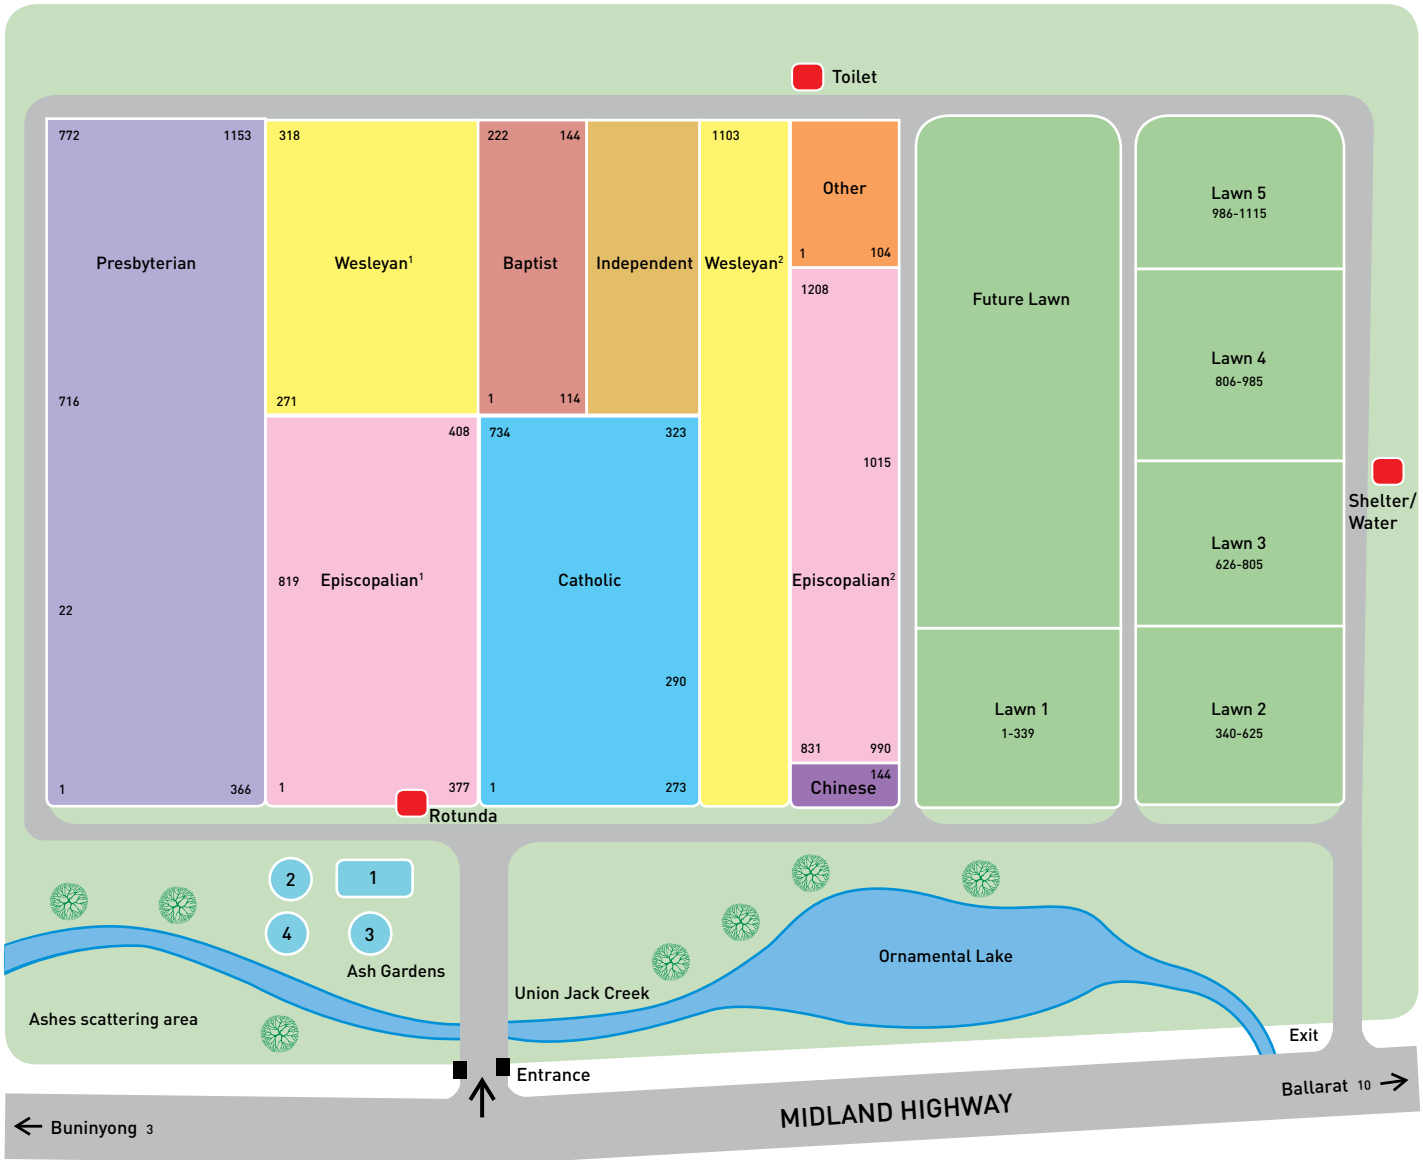 Toilet
772
1153
318
222
144
1103
Other
Lawn 5
986-1115
1
104
Presbyterian
Wesleyan¹
Baptist
Independent
Wesleyan²
1208
Future Lawn
Lawn 4
806-985
716
271
1
114
408
734
323
1015
Shelter/
Water
Lawn 3
626-805
819
Episcopalian¹
Catholic
Episcopalian²
22
290
Lawn 1
1-339
Lawn 2
340-625
831
990
144
Chinese
1
366
1
377
1
273
Rotunda
2
1
4
3
Ash Gardens
Ornamental Lake
Union Jack Creek
Ashes scattering area
Exit
Entrance
Ballarat 10
MIDLAND HIGHWAY
Buninyong 3